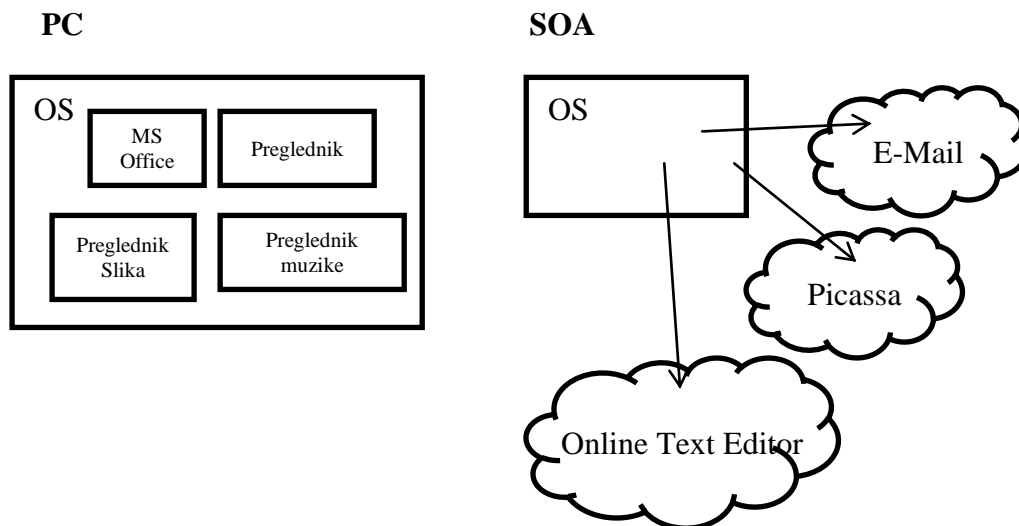 PC
SOA
OS
MS
Office
Preglednik
Preglednik
Slika
Preglednik
muzike
OS
E-Mail
Picassa
Online Text Editor